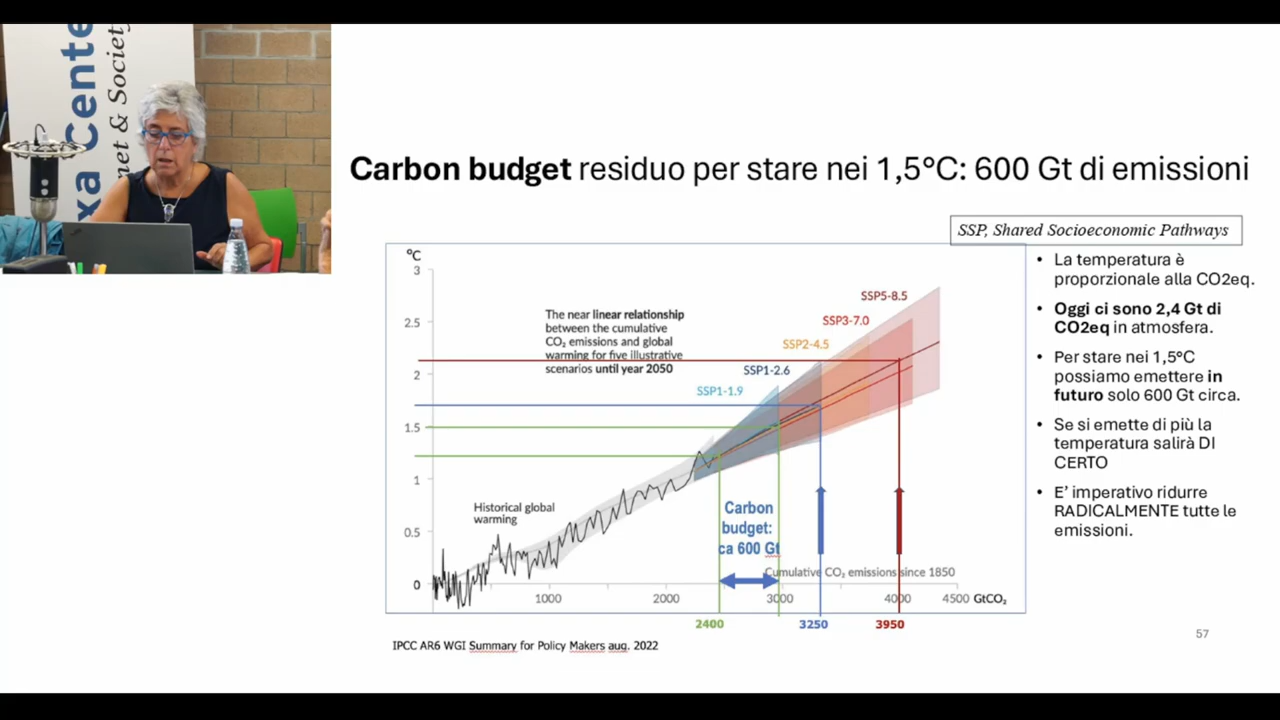 xa Cente
net & Society
Carbon budget residuo per stare nei 1,5°C: 600 Gt di emissioni
SSP, Shared Socioeconomic Pathways
°C
3
2.5
2
1.5
1
0.5
0
The near linear relationship
between the cumulative
CO₂ emissions and global
warming for five illustrative
scenarios until year 2050
SSP5-8.5
SSP3-7.0
SSP2-4.5
SSP1-2.6
SSP1-1.9
Historical global
warming
Carbon
budget:
ca 600 Gt
Cumulative CO₂ emissions since 1850
1000 2000 3000 4000 4500 GtCO₂
2400 3250 3950
IPCC AR6 WGI Summary for Policy Makers aug. 2022
• La temperatura è
proporzionale alla CO2eq.
• Oggi ci sono 2,4 Gt di
CO2eq in atmosfera.
• Per stare nei 1,5°C
possiamo emettere in
futuro solo 600 Gt circa.
• Se si emette di più la
temperatura salirà DI
CERTO
• E' imperativo ridurre
RADICALMENTE tutte le
emissioni.
57